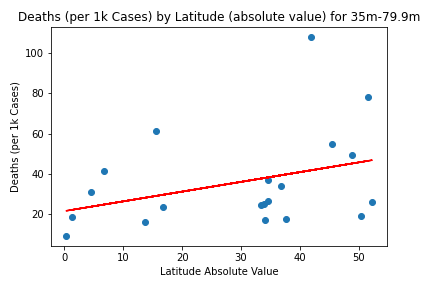 Deaths (per 1k Cases) by Latitude (absolute value) for 35m-79.9m
Deaths (per 1k Cases)
100
80
60
40
20
0 10 20 30 40 50
Latitude Absolute Value